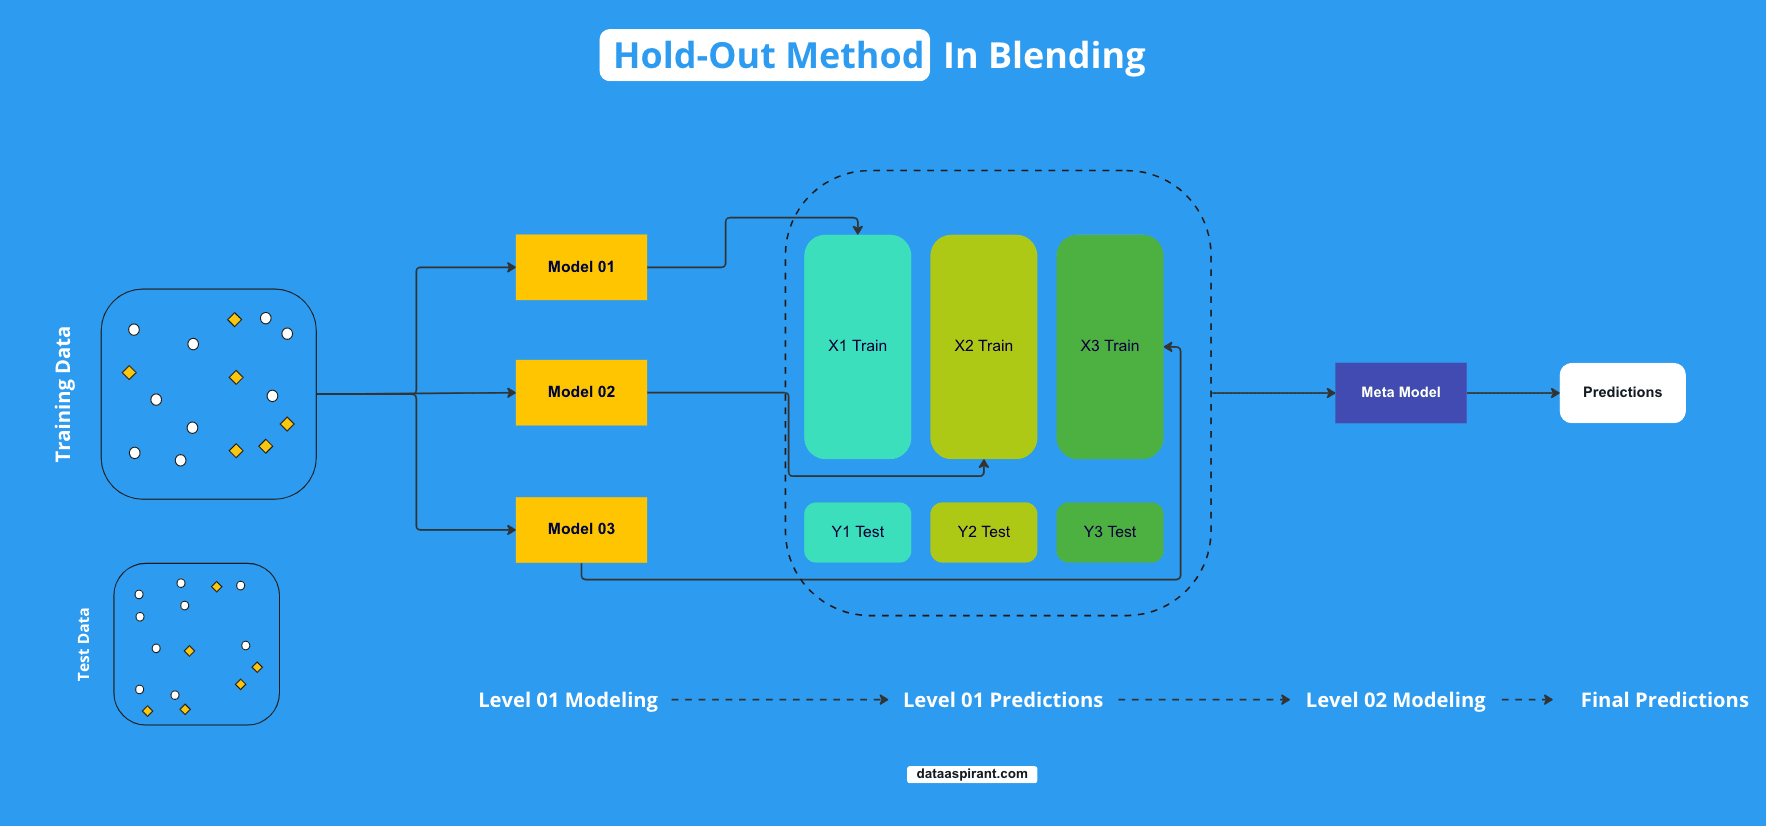 Hold-Out Method In Blending
Training Data
Test Data
Model 01
Model 02
Model 03
X1 Train
X2 Train
X3 Train
Y1 Test
Y2 Test
Y3 Test
Meta Model
Predictions
Level 01 Modeling
Level 01 Predictions
Level 02 Modeling
Final Predictions
dataaspirant.com